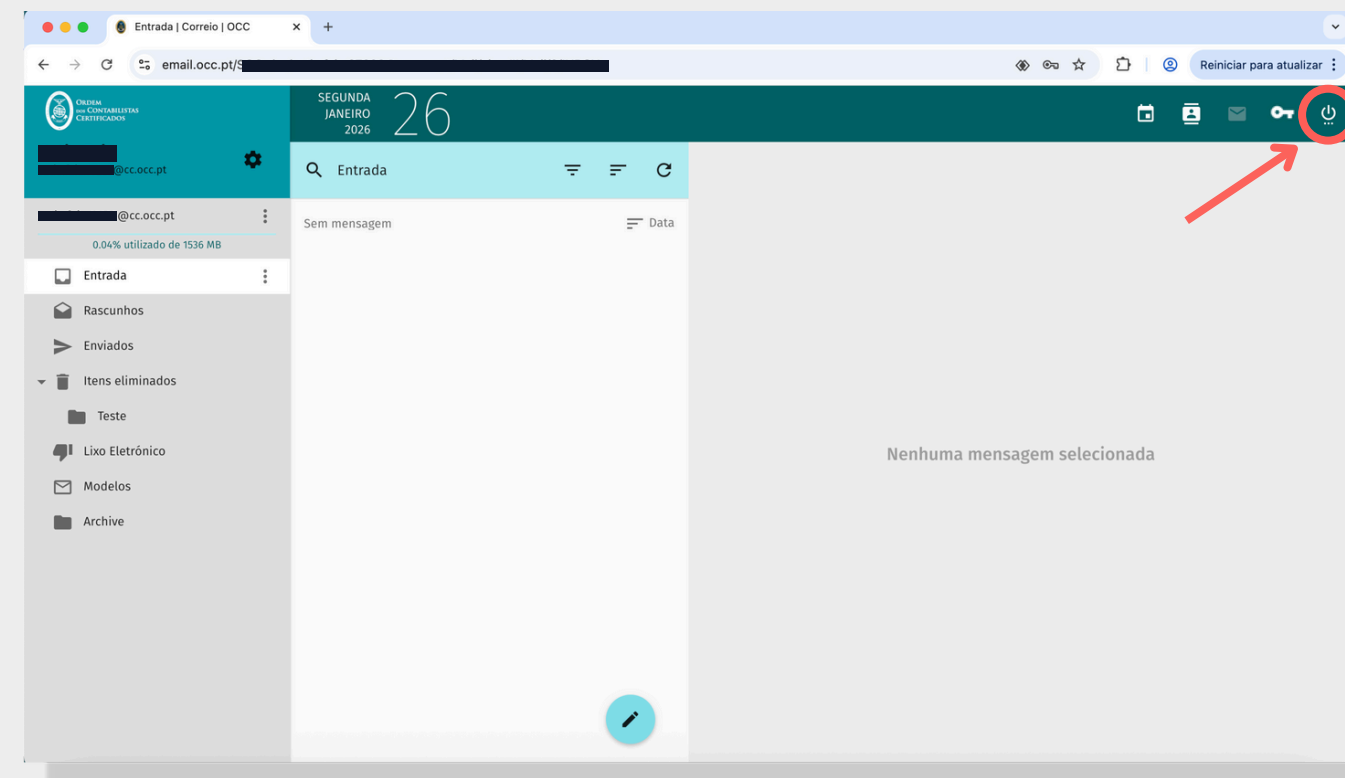 Entrada | Correio | OCC
email.occ.pt/S
Reiniciar para atualizar
ORDEM
DOS CONTABILISTAS
CERTIFICADOS
SEGUNDA
JANEIRO
2026
26
@cc.occ.pt
Entrada
@cc.occ.pt
0.04% utilizado de 1536 MB
Sem mensagem
Data
Entrada
Rascunhos
Enviados
Itens eliminados
Teste
Lixo Eletrónico
Modelos
Archive
Nenhuma mensagem selecionada